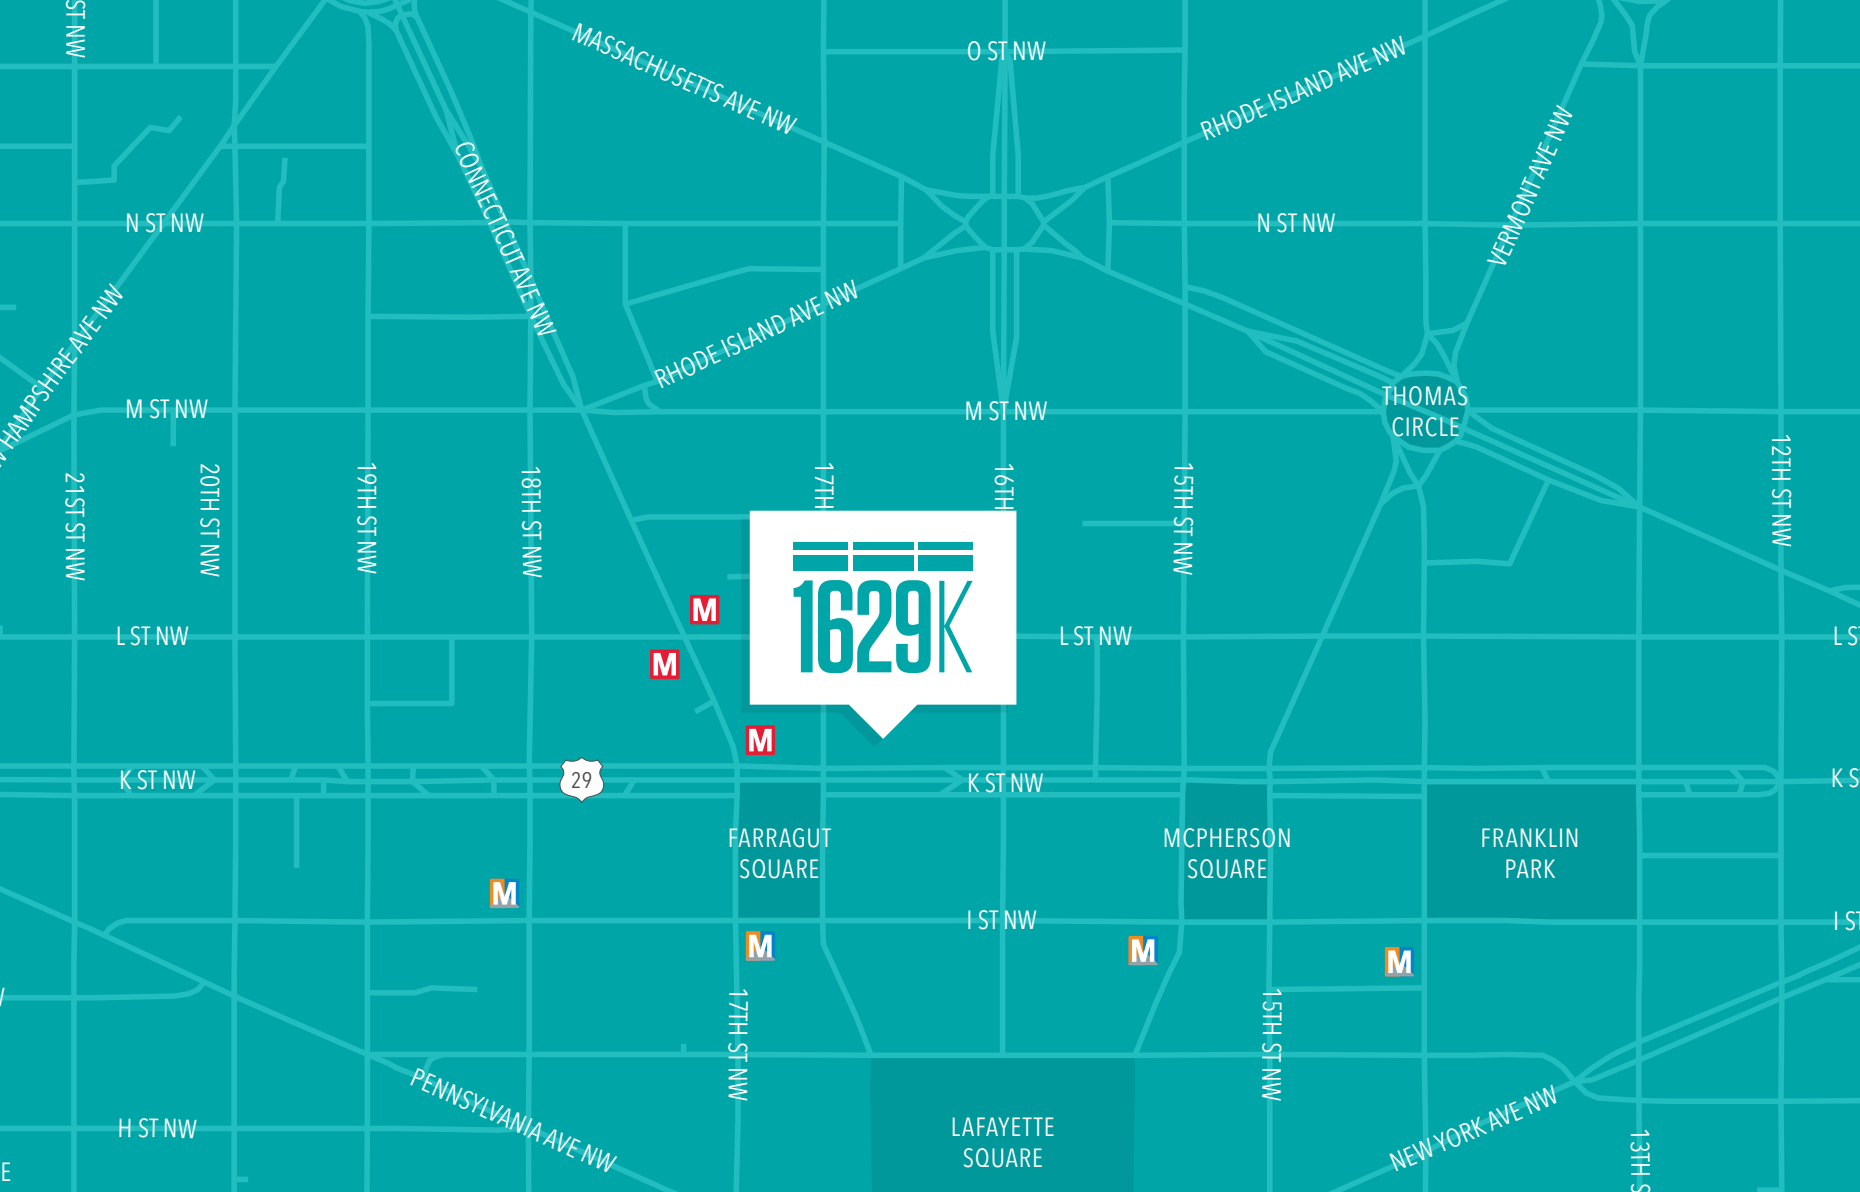 ST NW
MASSACHUSETTS AVE NW
O ST NW
RHODE ISLAND AVE NW
VERMONT AVE NW
CONNECTICUT AVE NW
N ST NW
N ST NW
HAMPSHIRE AVE NW
RHODE ISLAND AVE NW
M ST NW
M ST NW
THOMAS
CIRCLE
21ST ST NW
20TH ST NW
19TH ST NW
18TH ST NW
17TH
16TH
15TH ST NW
12TH ST NW
1629K
M
M
M
L ST NW
L ST NW
L S
K ST NW
29
K ST NW
K S
FARRAGUT
SQUARE
MCPHERSON
SQUARE
FRANKLIN
PARK
M
M
M
M
I ST NW
I ST
17TH ST NW
15TH ST NW
PENNSYLVANIA AVE NW
NEW YORK AVE NW
H ST NW
LAFAYETTE
SQUARE
13TH S
E